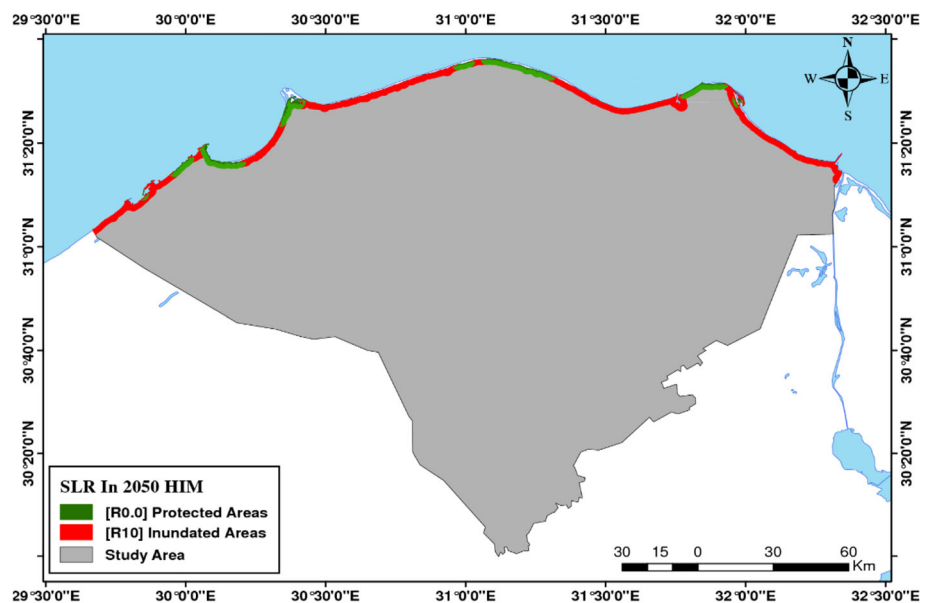 29°30'0"E 30°0'0"E 30°30'0"E 31°0'0"E 31°30'0"E 32°0'0"E 32°30'0"E
N
W E
S
31°20'0"N 31°20'0"N
31°0'0"N 31°0'0"N
30°40'0"N 30°40'0"N
30°20'0"N 30°20'0"N
SLR In 2050 HIM
[R0.0] Protected Areas
[R10] Inundated Areas
Study Area
30 15 0 30 60
Km
29°30'0"E 30°0'0"E 30°30'0"E 31°0'0"E 31°30'0"E 32°0'0"E 32°30'0"E